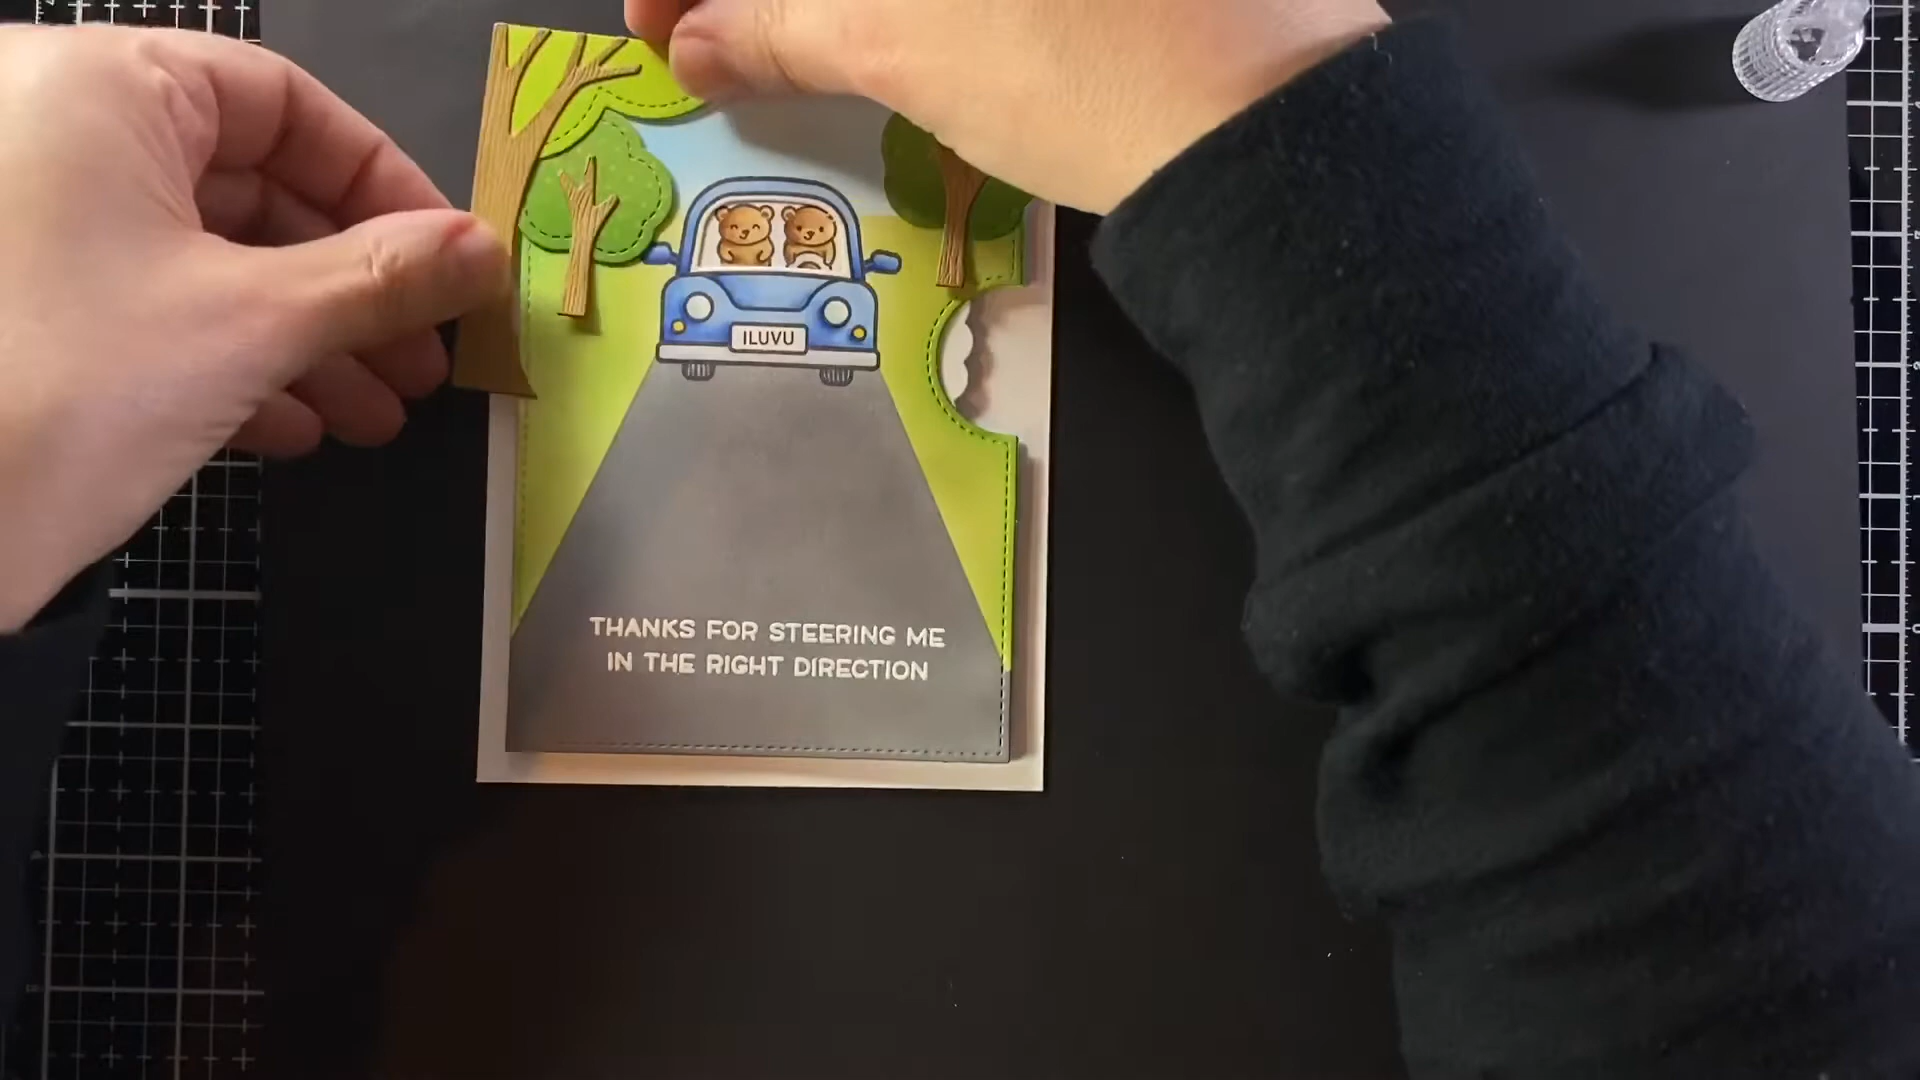 ILUVU
THANKS FOR STEERING ME
IN THE RIGHT DIRECTION